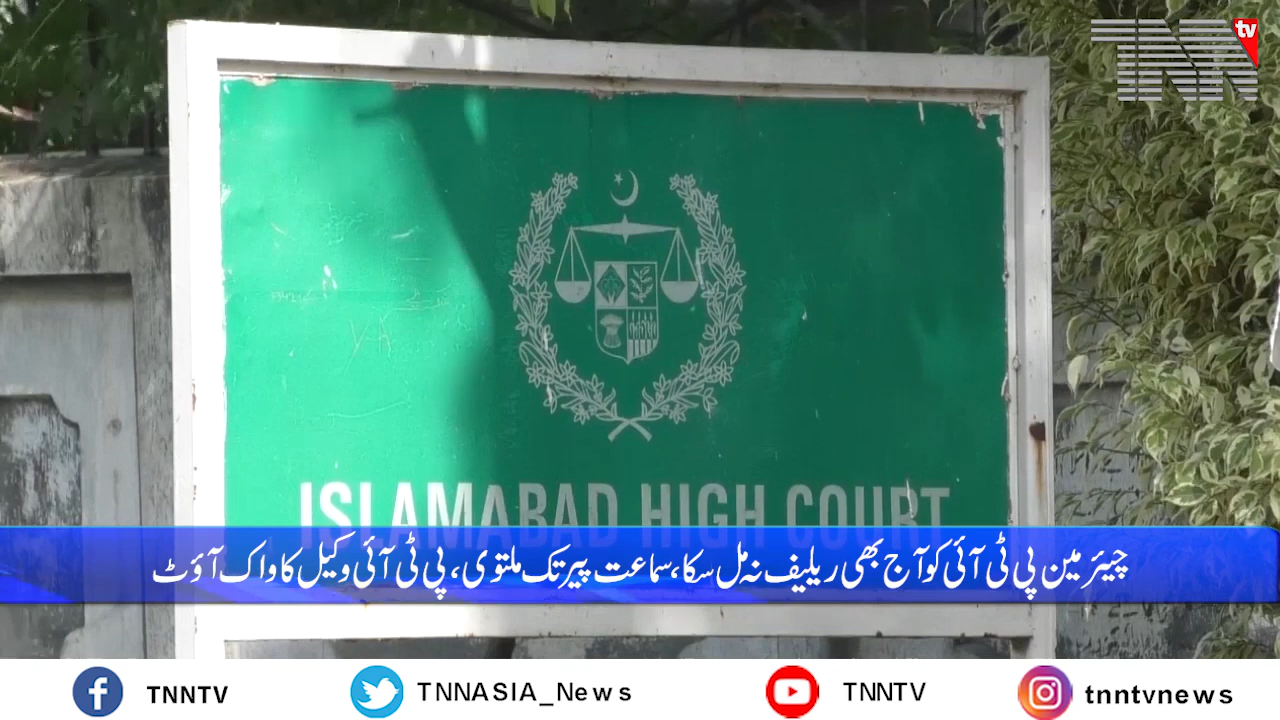 TNN tv
ISLAMABAD HIGH COURT
چیئرمین پی ٹی آئی کو آج بھی ریلیف نہ مل سکا، سماعت پیر تک ملتوی، پی ٹی آئی وکیل کا واک آؤٹ
TNNTV TNNASIA_News TNNTV tnntvnews